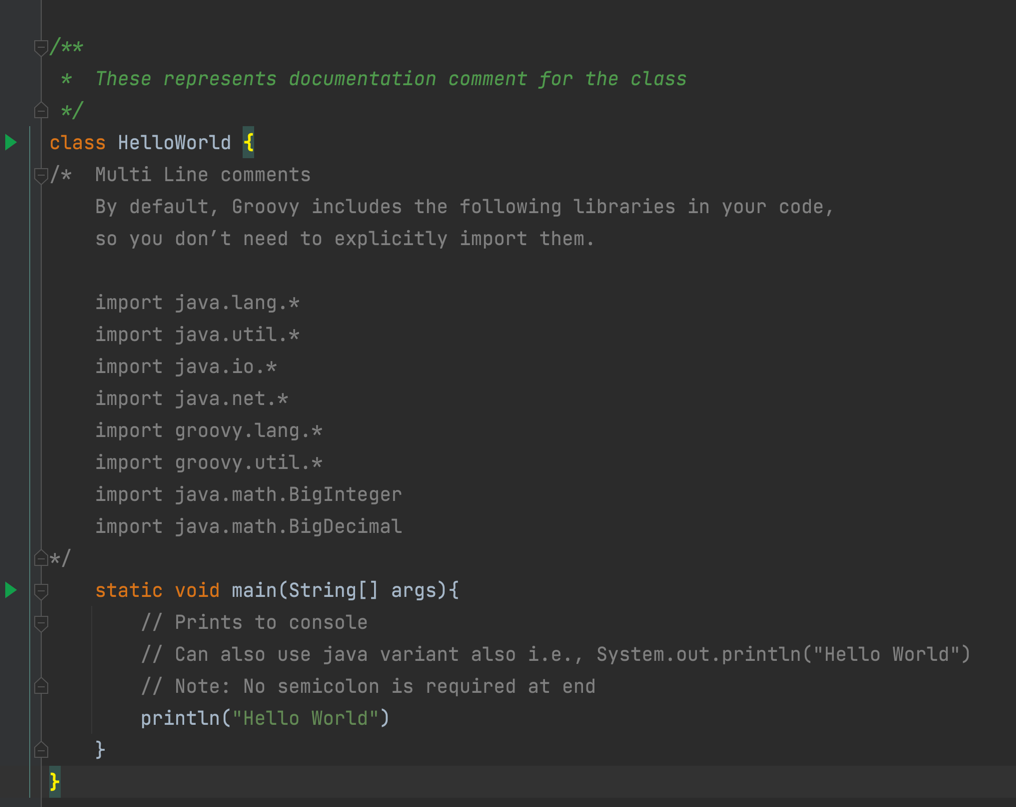 /**
 *  These represents documentation comment for the class
 */
class HelloWorld {
/*  Multi Line comments
    By default, Groovy includes the following libraries in your code,
    so you don’t need to explicitly import them.

    import java.lang.*
    import java.util.*
    import java.io.*
    import java.net.*
    import groovy.lang.*
    import groovy.util.*
    import java.math.BigInteger
    import java.math.BigDecimal
*/
    static void main(String[] args){
        // Prints to console
        // Can also use java variant also i.e., System.out.println("Hello World")
        // Note: No semicolon is required at end
        println("Hello World")
    }
}